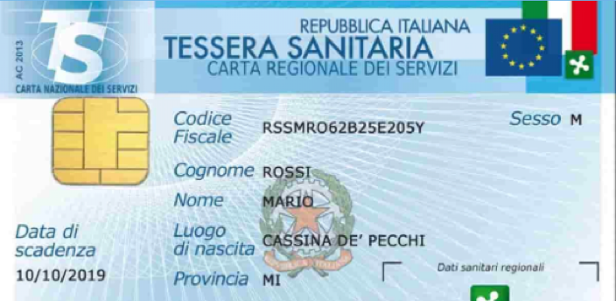 REPUBBLICA ITALIANA
TESSERA SANITARIA
CARTA REGIONALE DEI SERVIZI
AC 2013
TS
CARTA NAZIONALE DEI SERVIZI
Codice Fiscale RSSMRO62B25E205Y Sesso M
Cognome ROSSI
Nome MARIO
Data di scadenza
10/10/2019
Luogo di nascita CASSINA DE' PECCHI
Provincia MI
Dati sanitari regionali